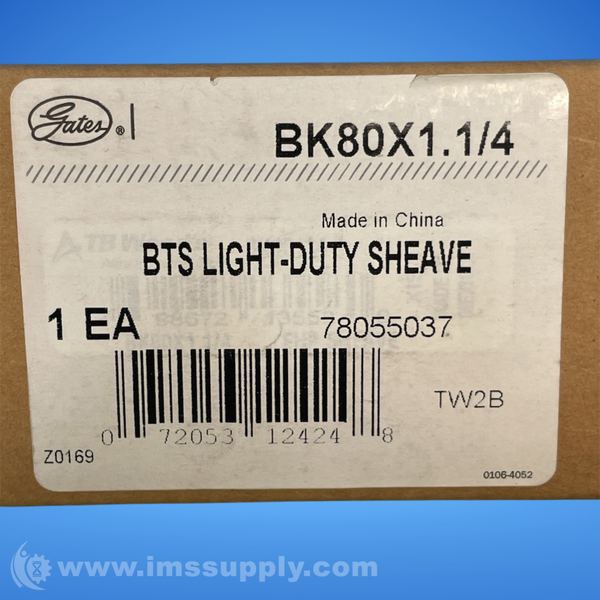 Gates ®
BK80X1.1/4
Made in China
BTS LIGHT-DUTY SHEAVE
1 EA
78055037
TW2B
0 72053 12424 8
Z0169
0106-4052
www.imssupply.com